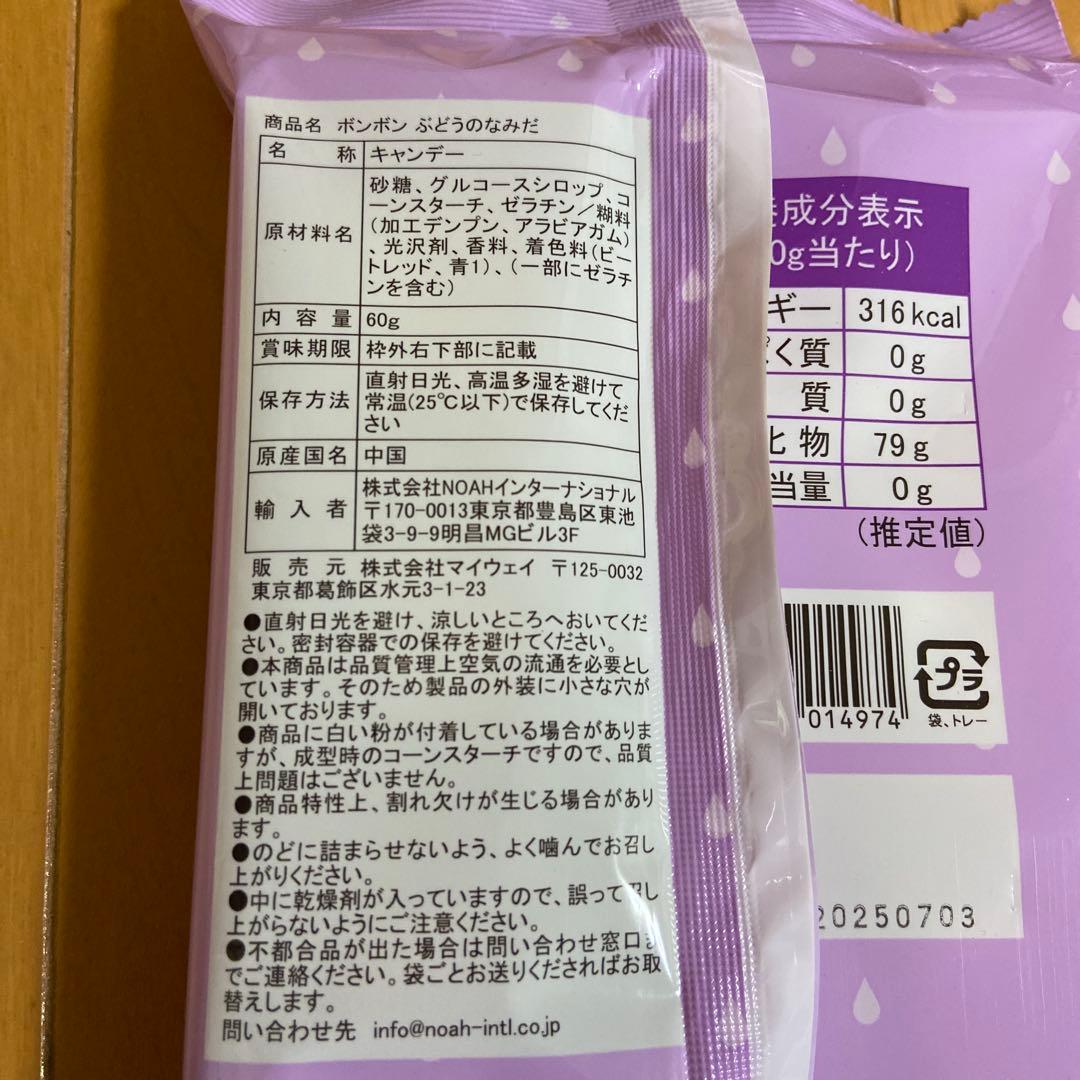 商品名 ボンボン ぶどうのなみだ
名称 キャンデー
原材料名
砂糖、グルコースシロップ、コ
ーンスターチ、ゼラチン／糊料
(加工デンプン、アラビアガム)
、光沢剤、香料、着色料(ビー
トレッド、青1)、(一部にゼラチ
ンを含む)
内容量 60g
賞味期限 枠外右下部に記載
保存方法
直射日光、高温多湿を避けて
常温(25℃以下)で保存してくだ
さい
原産国名 中国
輸入者
株式会社NOAHインターナショナル
〒170-0013東京都豊島区東池
袋3-9-9明昌MGビル3F
販売元 株式会社マイウェイ 〒125-0032
東京都葛飾区水元3-1-23
●直射日光を避け、涼しいところへおいてくだ
さい。密封容器での保存を避けてください。
●本商品は品質管理上空気の流通を必要とし
ています。そのため製品の外装に小さな穴が
開いております。
●商品に白い粉が付着している場合がありま
すが、成型時のコーンスターチですので、品質
上問題はございません。
●商品特性上、割れ欠けが生じる場合があり
ます。
●のどに詰まらせないよう、よく噛んでお召し
上がりください。
●中に乾燥剤が入っていますので、誤って召し
上がらないようにご注意ください。
●不都合品が出た場合は問い合わせ窓口ま
でご連絡ください。袋ごとお送りくださればお取
替えします。
問い合わせ先 info@noah-intl.co.jp
成分表示
0g当たり)
ギー 316kcal
く質 0g
質 0g
化物 79g
当量 0g
(推定値)
014974
プラ
袋、トレー
20250703